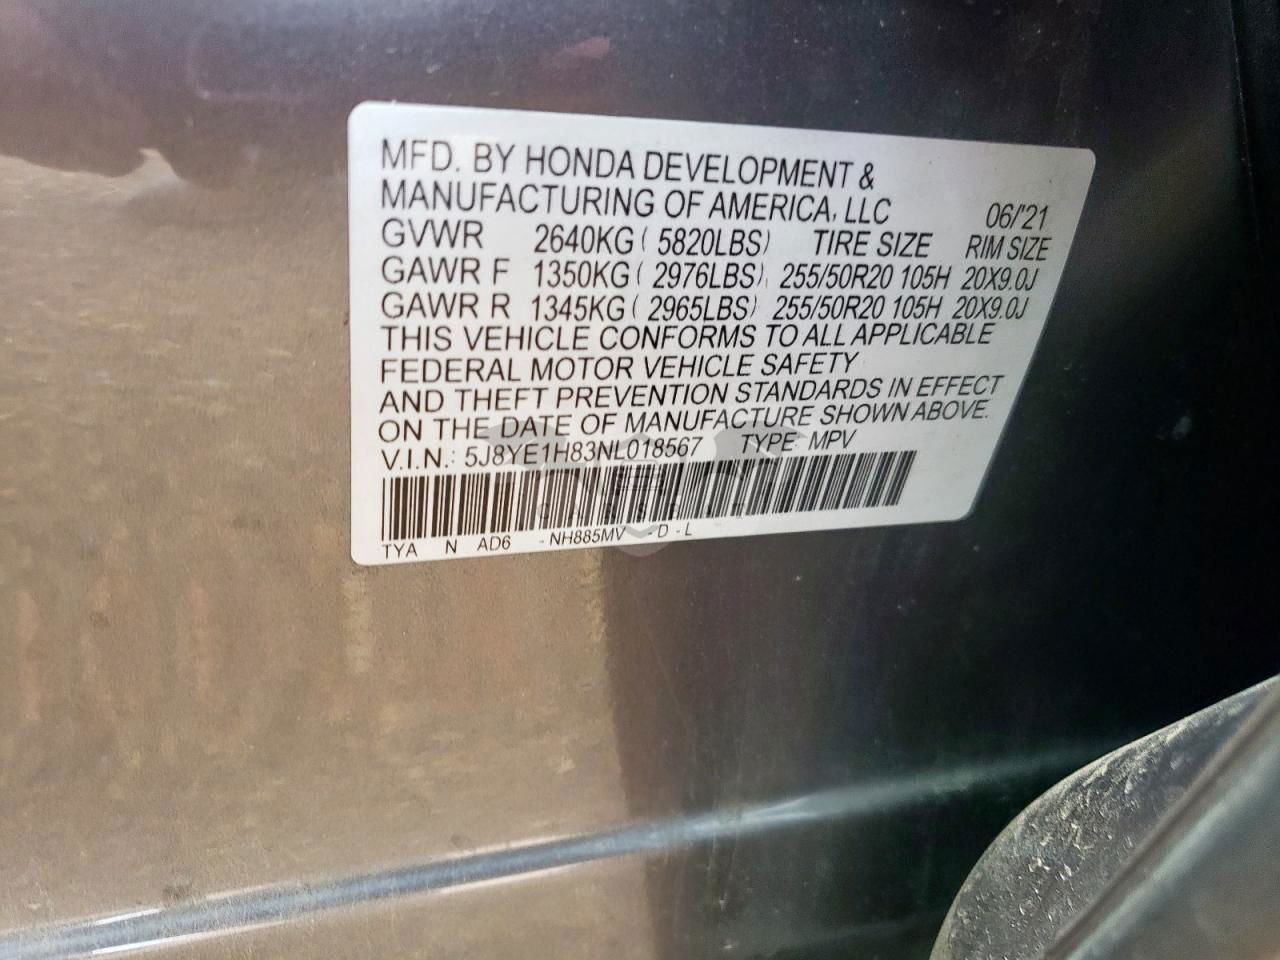 MFD. BY HONDA DEVELOPMENT &
MANUFACTURING OF AMERICA, LLC 06/'21
GVWR 2640KG ( 5820LBS) TIRE SIZE RIM SIZE
GAWR F 1350KG ( 2976LBS) 255/50R20 105H 20X9.0J
GAWR R 1345KG ( 2965LBS) 255/50R20 105H 20X9.0J
THIS VEHICLE CONFORMS TO ALL APPLICABLE
FEDERAL MOTOR VEHICLE SAFETY
AND THEFT PREVENTION STANDARDS IN EFFECT
ON THE DATE OF MANUFACTURE SHOWN ABOVE.
V.I.N.: 5J8YE1H83NL018567 TYPE: MPV
TYA N AD6 - NH885MV - D - L